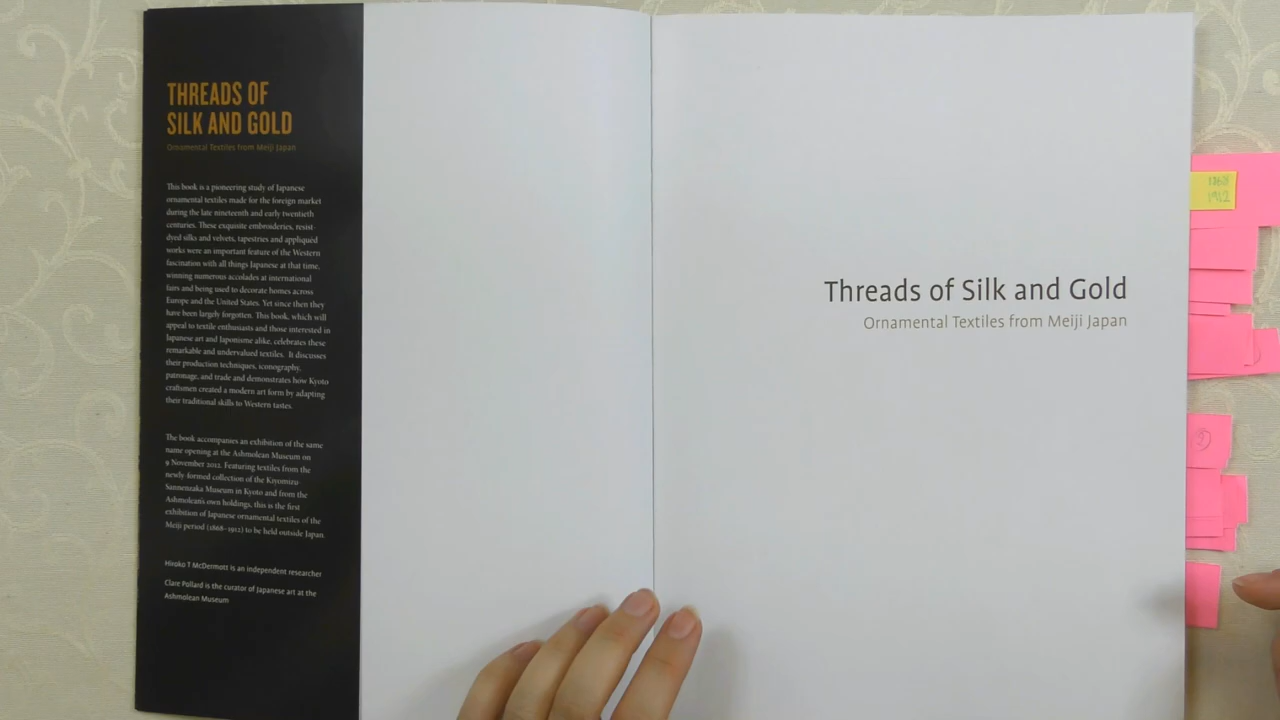 THREADS OF
SILK AND GOLD
Ornamental Textiles from Meiji Japan
This book is a pioneering study of Japanese
ornamental textiles made for the foreign market
during the late nineteenth and early twentieth
centuries. These exquisite embroideries, resist-
dyed silks and velvets, tapestries and appliquéd
works were an important feature of the Western
fascination with all things Japanese at that time,
winning numerous accolades at international
fairs and being used to decorate homes across
Europe and the United States. Yet since then they
have been largely forgotten. This book, which will
appeal to textile enthusiasts and those interested in
Japanese art and Japonisme alike, celebrates these
remarkable and undervalued textiles. It discusses
their production techniques, iconography,
patronage, and trade and demonstrates how Kyoto
craftsmen created a modern art form by adapting
their traditional skills to Western tastes.
The book accompanies an exhibition of the same
name opening at the Ashmolean Museum on
9 November 2012. Featuring textiles from the
newly-formed collection of the Kiyomizu-
Sannenzaka Museum in Kyoto and from the
Ashmolean's own holdings, this is the first
exhibition of Japanese ornamental textiles of the
Meiji period (1868–1912) to be held outside Japan.
Hiroko T McDermott is an independent researcher
Clare Pollard is the curator of Japanese art at the
Ashmolean Museum
Threads of Silk and Gold
Ornamental Textiles from Meiji Japan
1868
1912